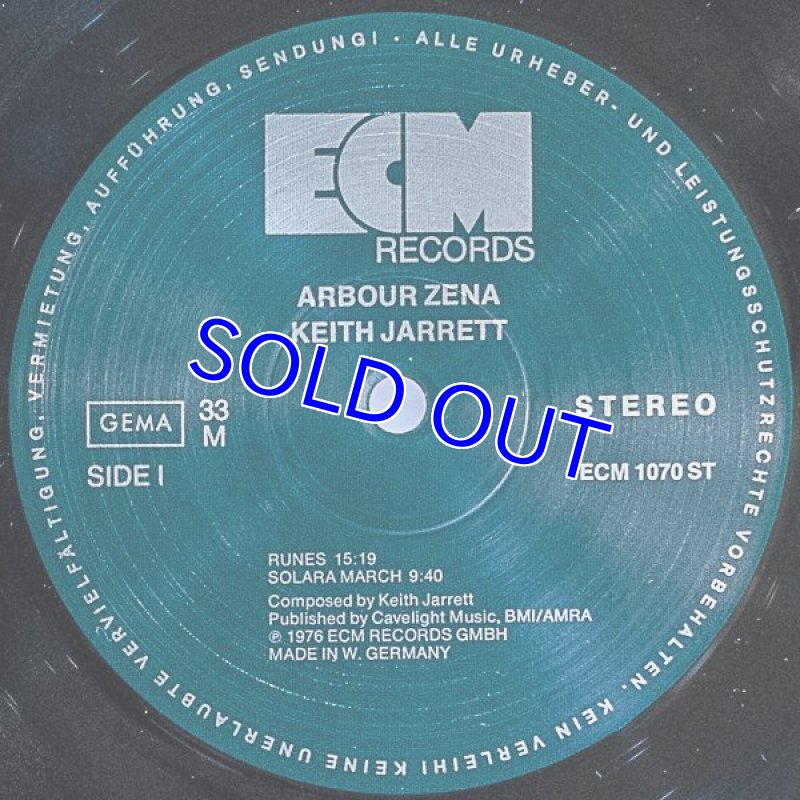 ALLE URHEBER- UND LEISTUNGSSCHUTZRECHTE VORBEHALTEN. KEIN VERLEIH! KEINE UNERLAUBTE VERVIELFÄLTIGUNG, VERMIETUNG, AUFFÜHRUNG, SENDUNG! •
ECM
RECORDS
ARBOUR ZENA
KEITH JARRETT
SOLD OUT
GEMA
33
M
SIDE I
STEREO
ECM 1070 ST
RUNES 15:19
SOLARA MARCH 9:40
Composed by Keith Jarrett
Published by Cavelight Music, BMI/AMRA
℗ 1976 ECM RECORDS GMBH
MADE IN W. GERMANY